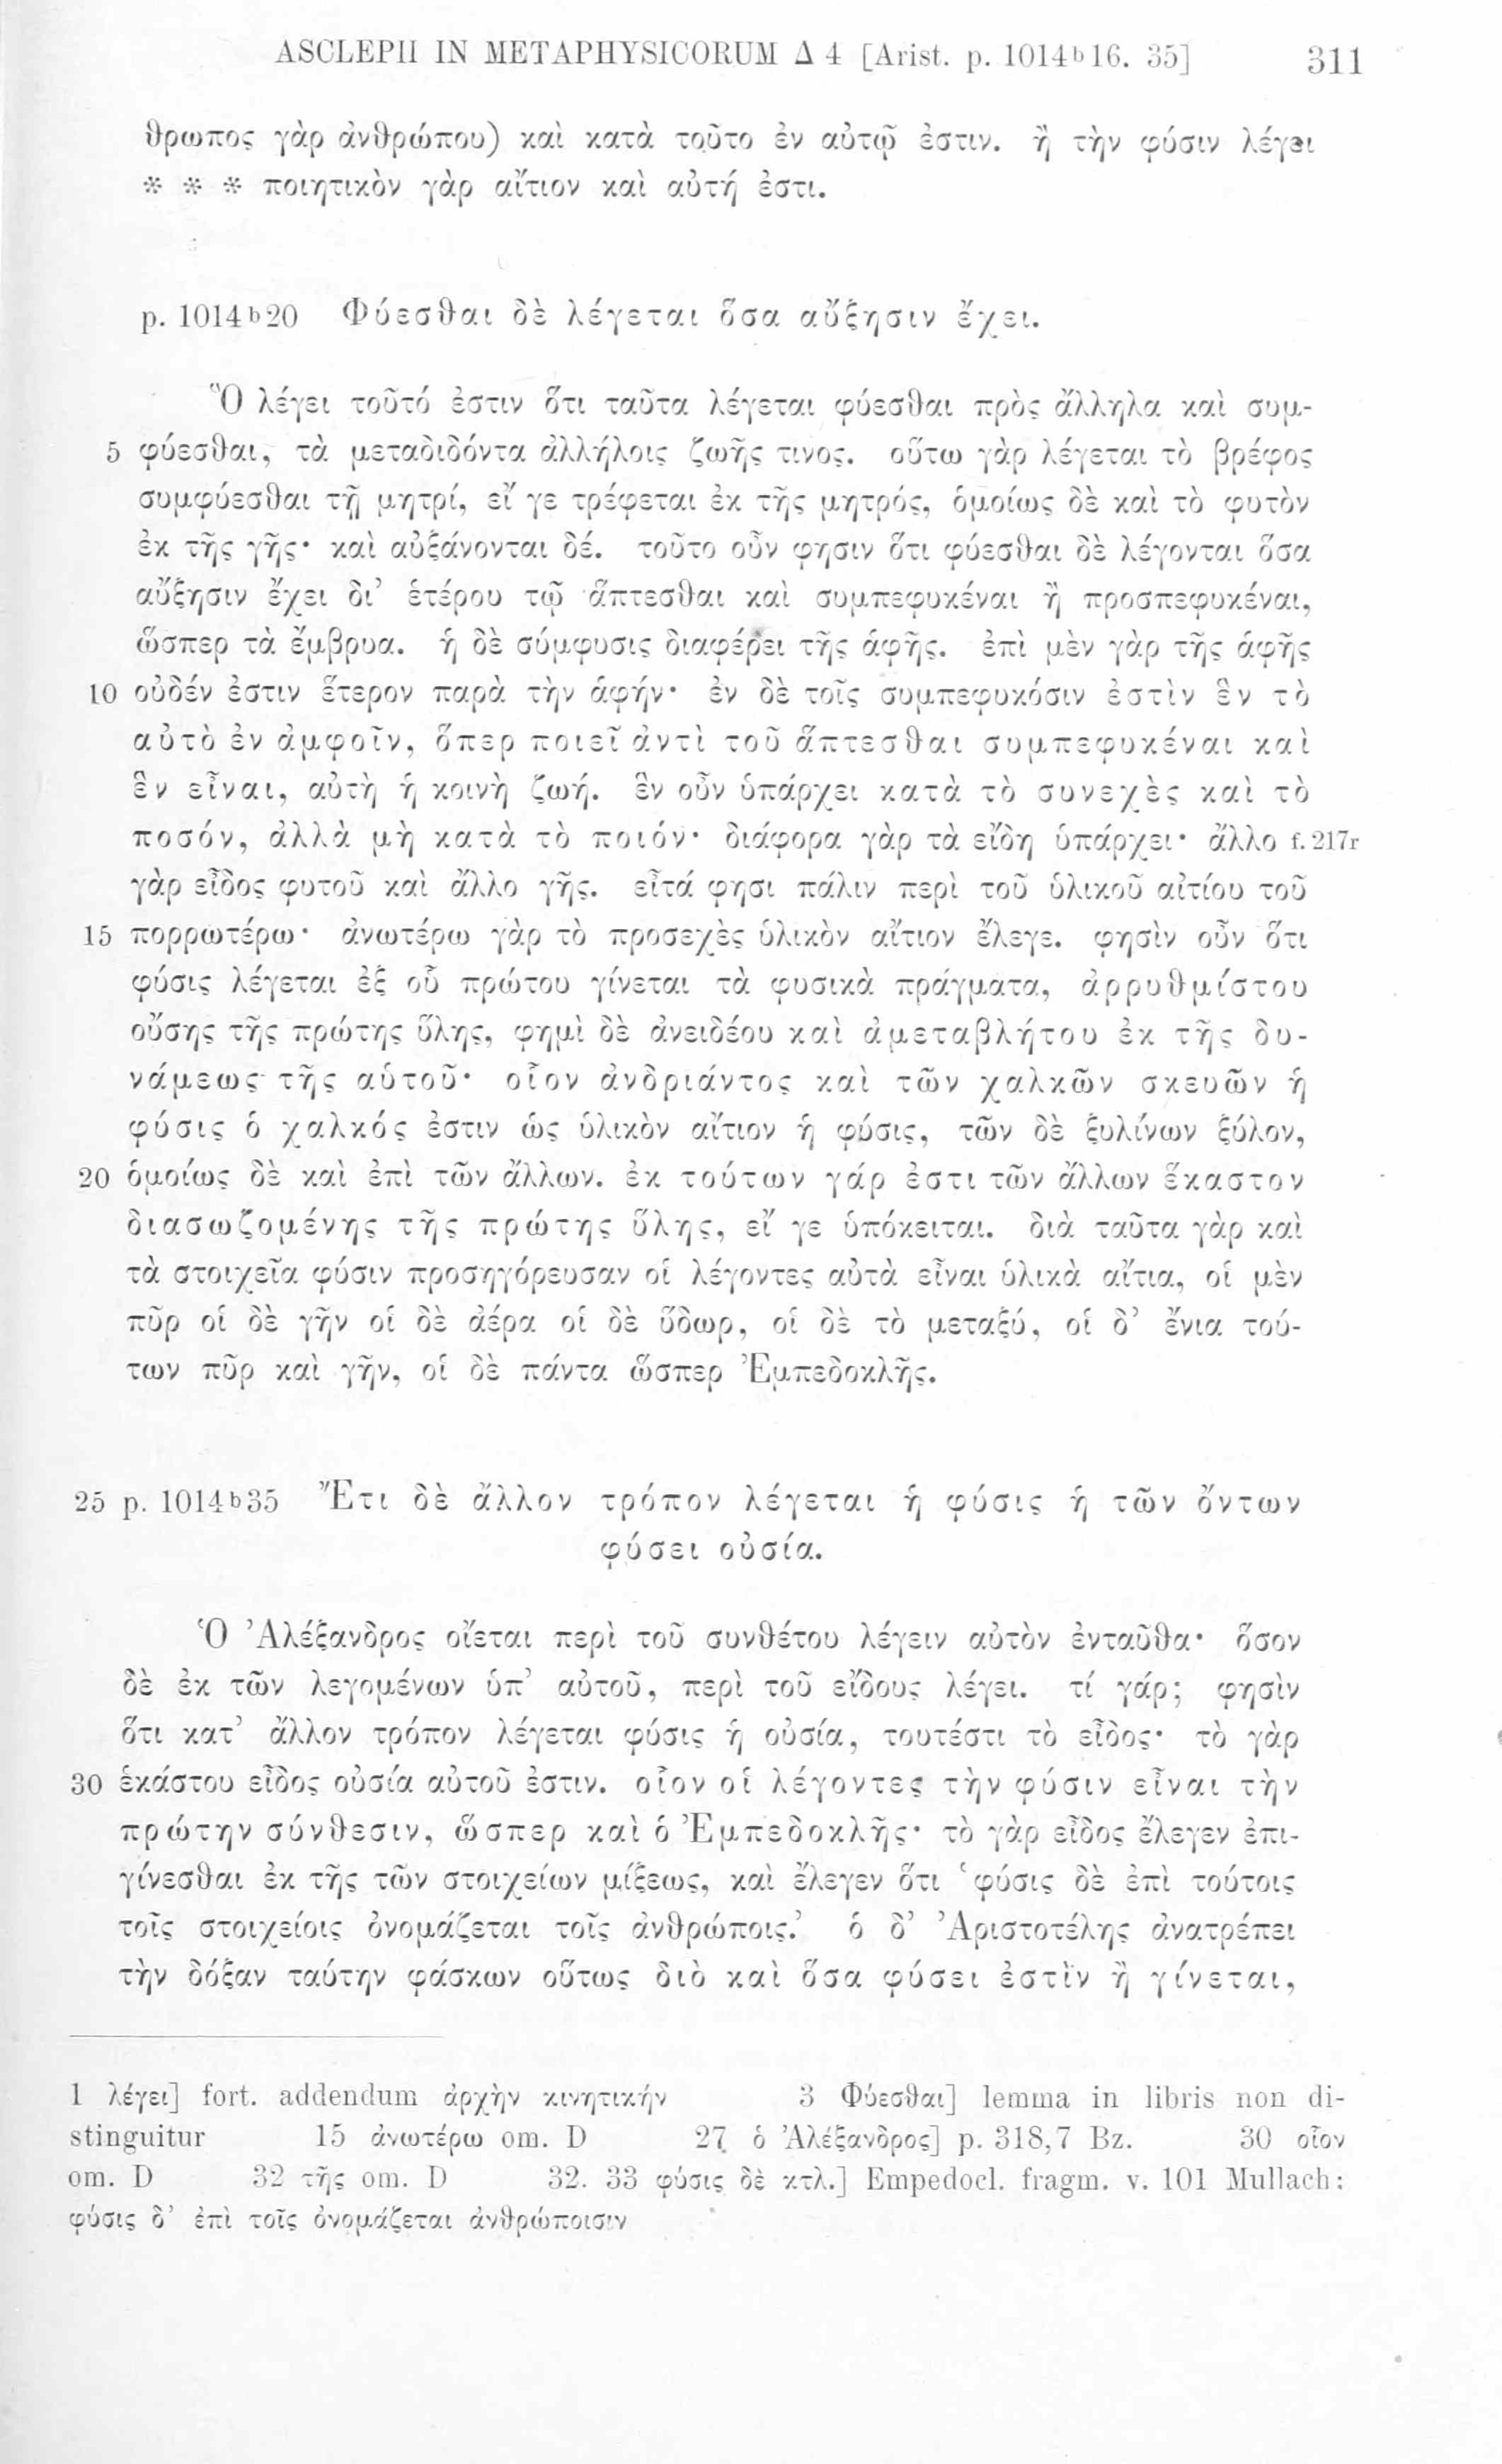 ASCLEPII IN METAPHYSICORUM Δ 4 [Arist. p. 1014ᵇ16. 35] 311
θρωπος γὰρ ἀνθρώπου) καὶ κατὰ τοῦτο ἐν αὐτῷ ἐστιν. ἢ τὴν φύσιν λέγει
* * * ποιητικὸν γὰρ αἴτιον καὶ αὐτή ἐστι.
p. 1014ᵇ20 Φύεσθαι δὲ λέγεται ὅσα αὔξησιν ἔχει.
Ὃ λέγει τοῦτό ἐστιν ὅτι ταῦτα λέγεται φύεσθαι πρὸς ἄλληλα καὶ συμ-
5 φύεσθαι, τὰ μεταδιδόντα ἀλλήλοις ζωῆς τινος. οὕτω γὰρ λέγεται τὸ βρέφος
συμφύεσθαι τῇ μητρί, εἴ γε τρέφεται ἐκ τῆς μητρός, ὁμοίως δὲ καὶ τὸ φυτὸν
ἐκ τῆς γῆς· καὶ αὐξάνονται δέ. τοῦτο οὖν φησιν ὅτι φύεσθαι δὲ λέγονται ὅσα
αὔξησιν ἔχει δι’ ἑτέρου τῷ ἅπτεσθαι καὶ συμπεφυκέναι ἢ προσπεφυκέναι,
ὥσπερ τὰ ἔμβρυα. ἡ δὲ σύμφυσις διαφέρει τῆς ἁφῆς. ἐπὶ μὲν γὰρ τῆς ἁφῆς
10 οὐδέν ἐστιν ἕτερον παρὰ τὴν ἁφήν· ἐν δὲ τοῖς συμπεφυκόσιν ἐστὶν ἓν τὸ
αὐτὸ ἐν ἀμφοῖν, ὅπερ ποιεῖ ἀντὶ τοῦ ἅπτεσθαι συμπεφυκέναι καὶ
ἓν εἶναι, αὐτὴ ἡ κοινὴ ζωή. ἓν οὖν ὑπάρχει κατὰ τὸ συνεχὲς καὶ τὸ
ποσόν, ἀλλὰ μὴ κατὰ τὸ ποιόν· διάφορα γὰρ τὰ εἴδη ὑπάρχει· ἄλλο f. 217r
γὰρ εἶδος φυτοῦ καὶ ἄλλο γῆς. εἶτά φησι πάλιν περὶ τοῦ ὑλικοῦ αἰτίου τοῦ
15 πορρωτέρω· ἀνωτέρω γὰρ τὸ προσεχὲς ὑλικὸν αἴτιον ἔλεγε. φησὶν οὖν ὅτι
φύσις λέγεται ἐξ οὗ πρώτου γίνεται τὰ φυσικὰ πράγματα, ἀρρυθμίστου
οὔσης τῆς πρώτης ὕλης, φημὶ δὲ ἀνειδέου καὶ ἀμεταβλήτου ἐκ τῆς δυ-
νάμεως τῆς αὑτοῦ· οἷον ἀνδριάντος καὶ τῶν χαλκῶν σκευῶν ἡ
φύσις ὁ χαλκός ἐστιν ὡς ὑλικὸν αἴτιον ἡ φύσις, τῶν δὲ ξυλίνων ξύλον,
20 ὁμοίως δὲ καὶ ἐπὶ τῶν ἄλλων. ἐκ τούτων γάρ ἐστι τῶν ἄλλων ἕκαστον
διασωζομένης τῆς πρώτης ὕλης, εἴ γε ὑπόκειται. διὰ ταῦτα γὰρ καὶ
τὰ στοιχεῖα φύσιν προσηγόρευσαν οἱ λέγοντες αὐτὰ εἶναι ὑλικὰ αἴτια, οἱ μὲν
πῦρ οἱ δὲ γῆν οἱ δὲ ἀέρα οἱ δὲ ὕδωρ, οἱ δὲ τὸ μεταξύ, οἱ δ’ ἔνια τού-
των πῦρ καὶ γῆν, οἱ δὲ πάντα ὥσπερ Ἐμπεδοκλῆς.
25 p. 1014ᵇ35 Ἔτι δὲ ἄλλον τρόπον λέγεται ἡ φύσις ἡ τῶν ὄντων
φύσει οὐσία.
Ὁ Ἀλέξανδρος οἴεται περὶ τοῦ συνθέτου λέγειν αὐτὸν ἐνταῦθα· ὅσον
δὲ ἐκ τῶν λεγομένων ὑπ’ αὐτοῦ, περὶ τοῦ εἴδους λέγει. τί γάρ; φησὶν
ὅτι κατ’ ἄλλον τρόπον λέγεται φύσις ἡ οὐσία, τουτέστι τὸ εἶδος· τὸ γὰρ
30 ἑκάστου εἶδος οὐσία αὐτοῦ ἐστιν. οἷον οἱ λέγοντες τὴν φύσιν εἶναι τὴν
πρώτην σύνθεσιν, ὥσπερ καὶ ὁ Ἐμπεδοκλῆς· τὸ γὰρ εἶδος ἔλεγεν ἐπι-
γίνεσθαι ἐκ τῆς τῶν στοιχείων μίξεως, καὶ ἔλεγεν ὅτι ‘φύσις δὲ ἐπὶ τούτοις
τοῖς στοιχείοις ὀνομάζεται τοῖς ἀνθρώποις.’ ὁ δ’ Ἀριστοτέλης ἀνατρέπει
τὴν δόξαν ταύτην φάσκων οὕτως διὸ καὶ ὅσα φύσει ἐστὶν ἢ γίνεται,
1 λέγει] fort. addendum ἀρχὴν κινητικήν 3 Φύεσθαι] lemma in libris non di-
stinguitur 15 ἀνωτέρω om. D 27 ὁ Ἀλέξανδρος] p. 318,7 Bz. 30 οἷον
om. D 32 τῆς om. D 32. 33 φύσις δὲ κτλ.] Empedocl. fragm. v. 101 Mullach:
φύσις δ’ ἐπὶ τοῖς ὀνομάζεται ἀνθρώποισιν